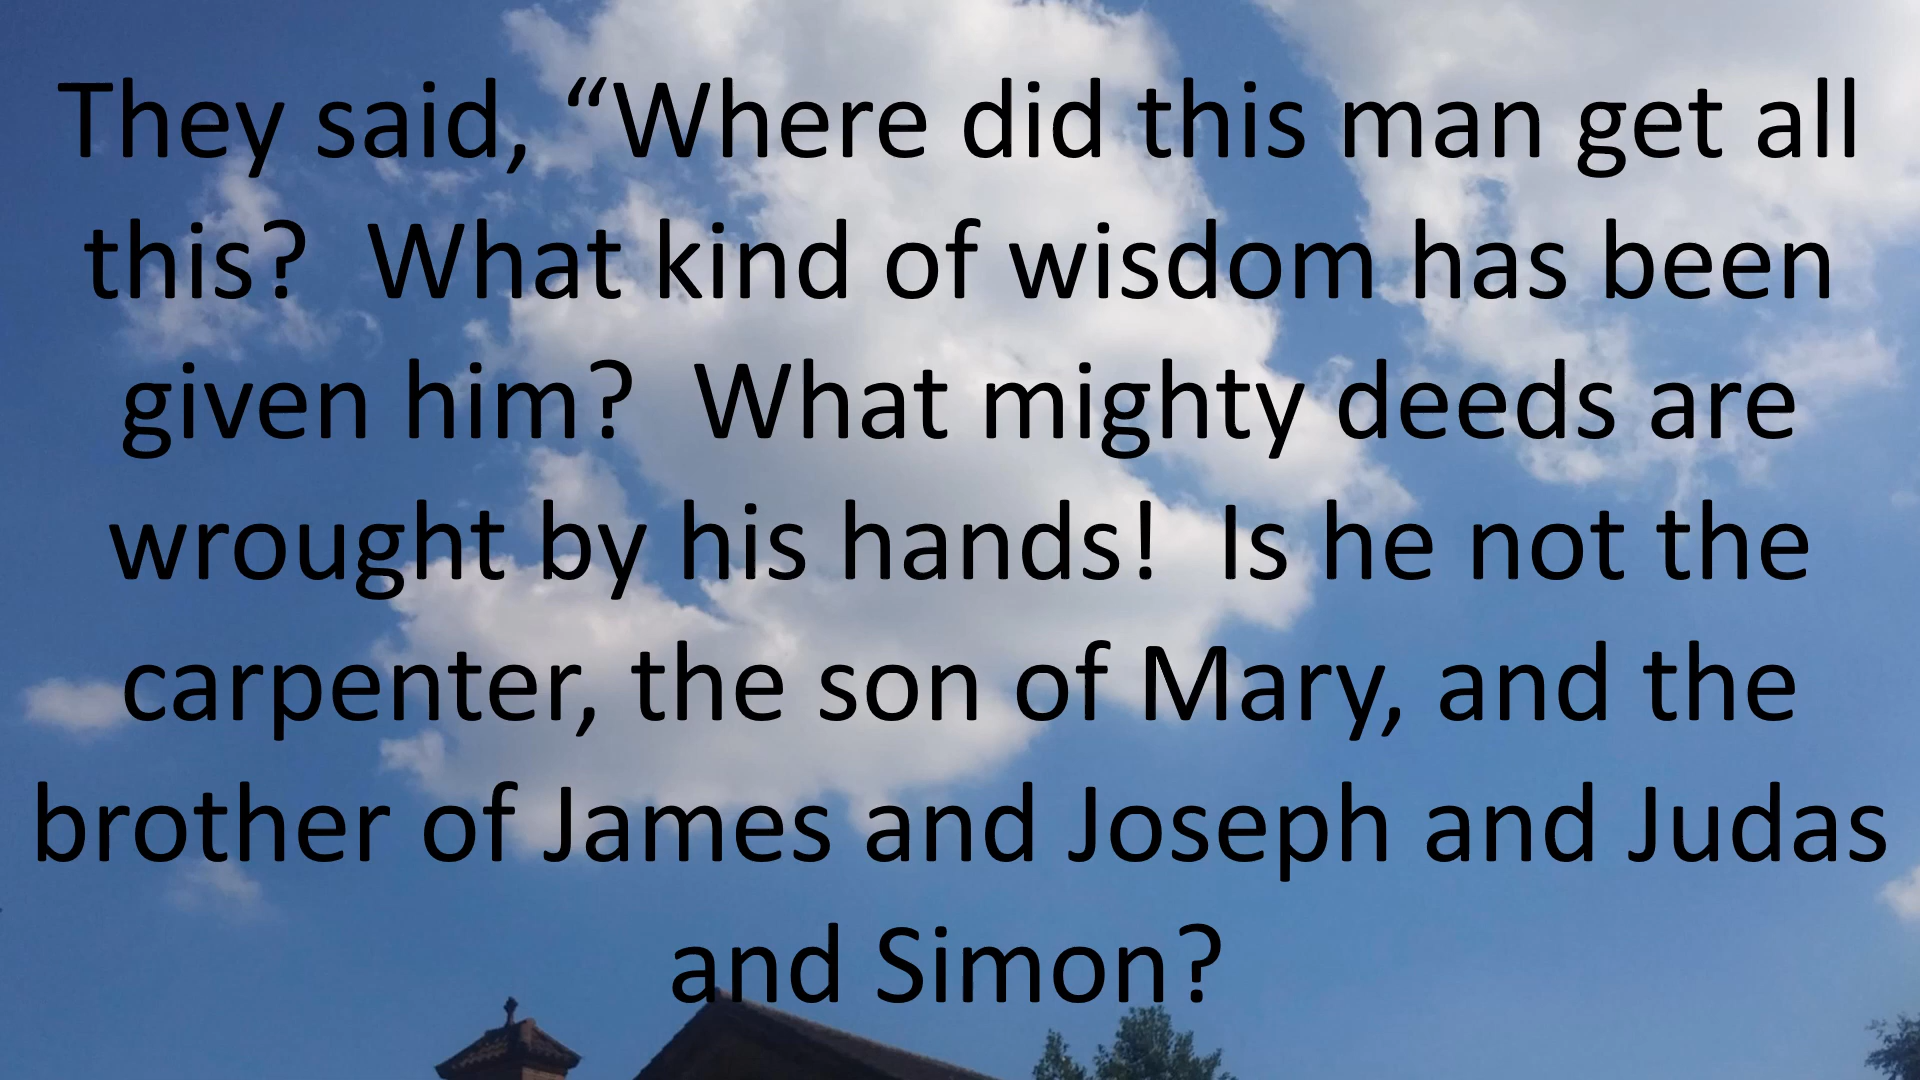 They said, “Where did this man get all
this?  What kind of wisdom has been
given him?  What mighty deeds are
wrought by his hands!  Is he not the
carpenter, the son of Mary, and the
brother of James and Joseph and Judas
and Simon?